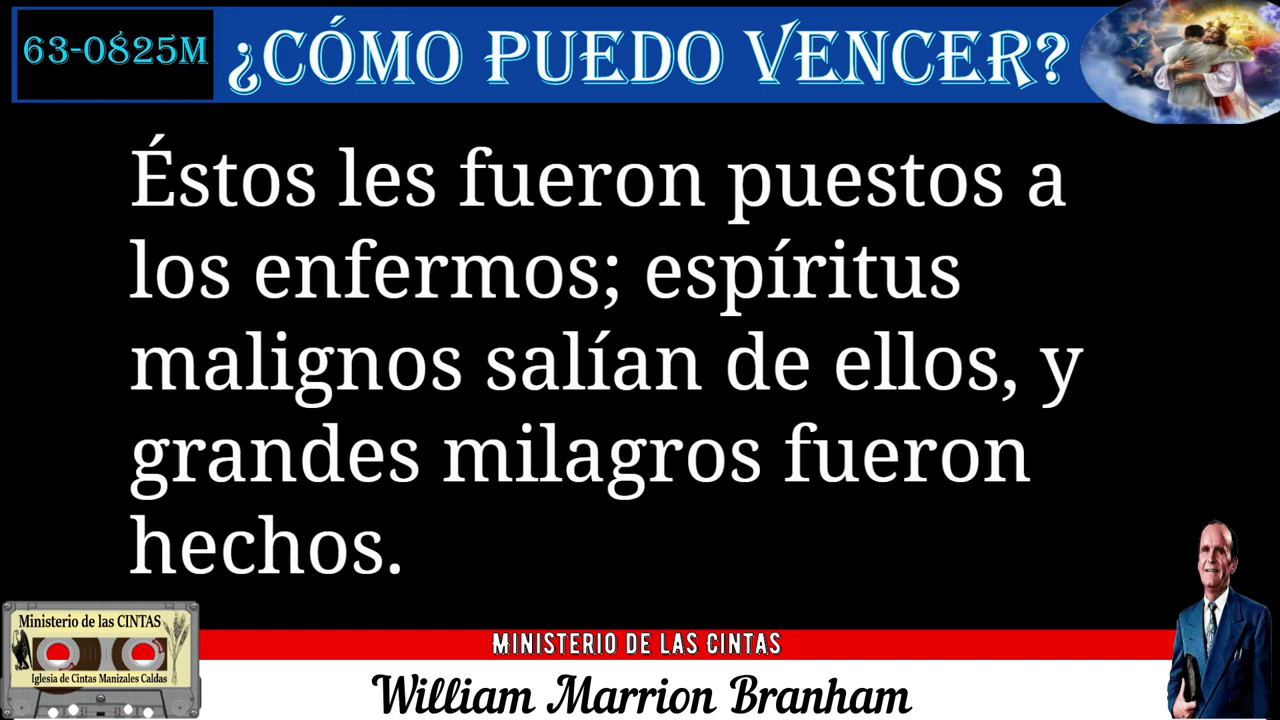 63-0825M
¿CÓMO PUEDO VENCER?
Éstos les fueron puestos a
los enfermos; espíritus
malignos salían de ellos, y
grandes milagros fueron
hechos.
Ministerio de las CINTAS
Iglesia de Cintas Manizales Caldas
MINISTERIO DE LAS CINTAS
William Marrion Branham